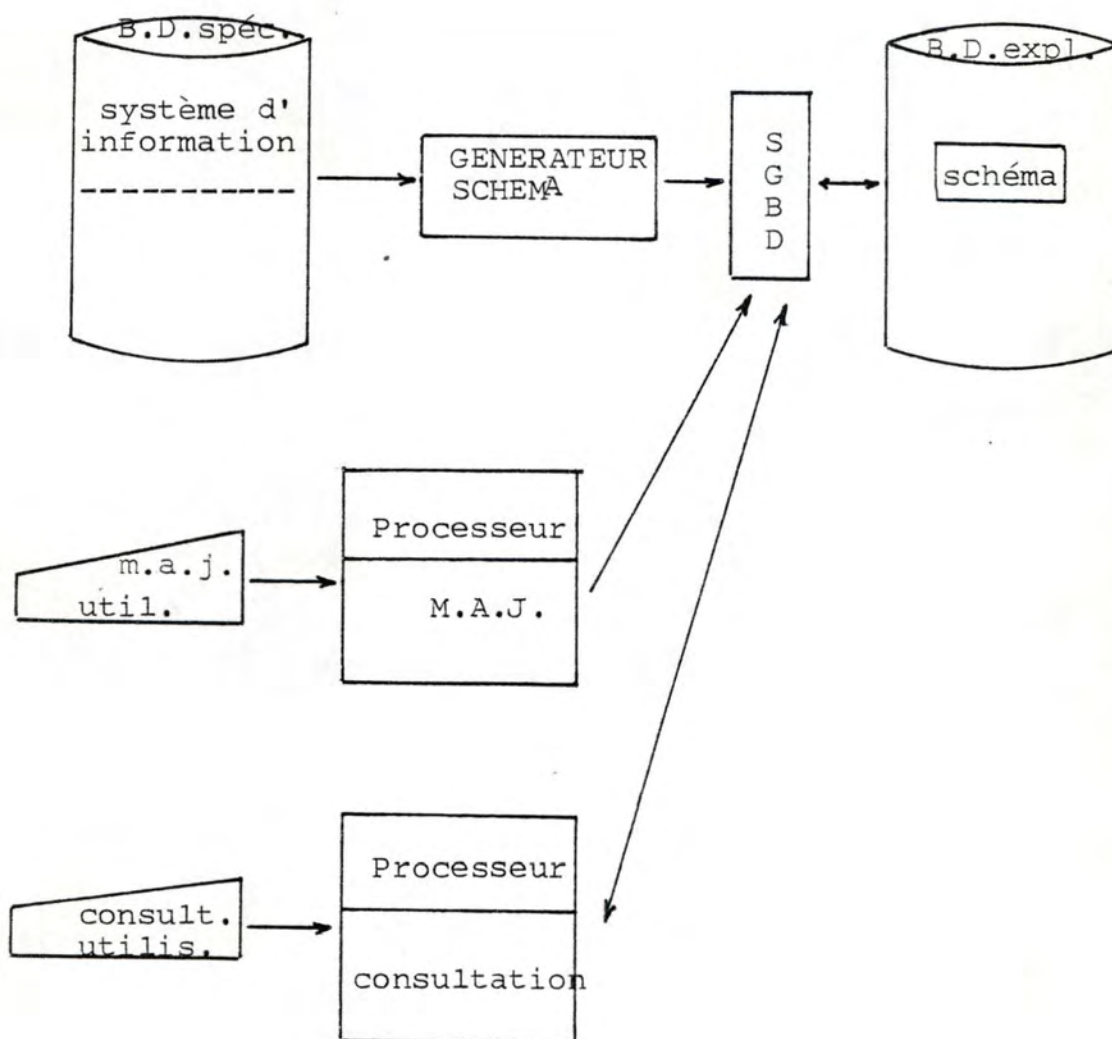 B.D.spéc.
système d'
information
GENERATEUR
SCHEMA
S
G
B
D
B.D.expl.
schéma
m.a.j.
util.
Processeur
M.A.J.
consult.
utilis.
Processeur
consultation